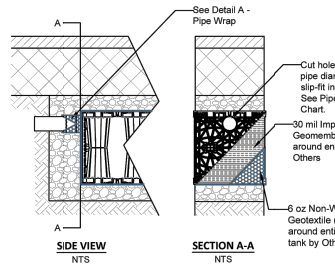 A
See Detail A -
Pipe Wrap
Cut hole
pipe diar
slip-fit in
See Pipe
Chart.
30 mil Imp
Geomemb
around en
Others
6 oz Non-W
Geotextile
around enti
tank by Oth
A
SIDE VIEW
NTS
SECTION A-A
NTS